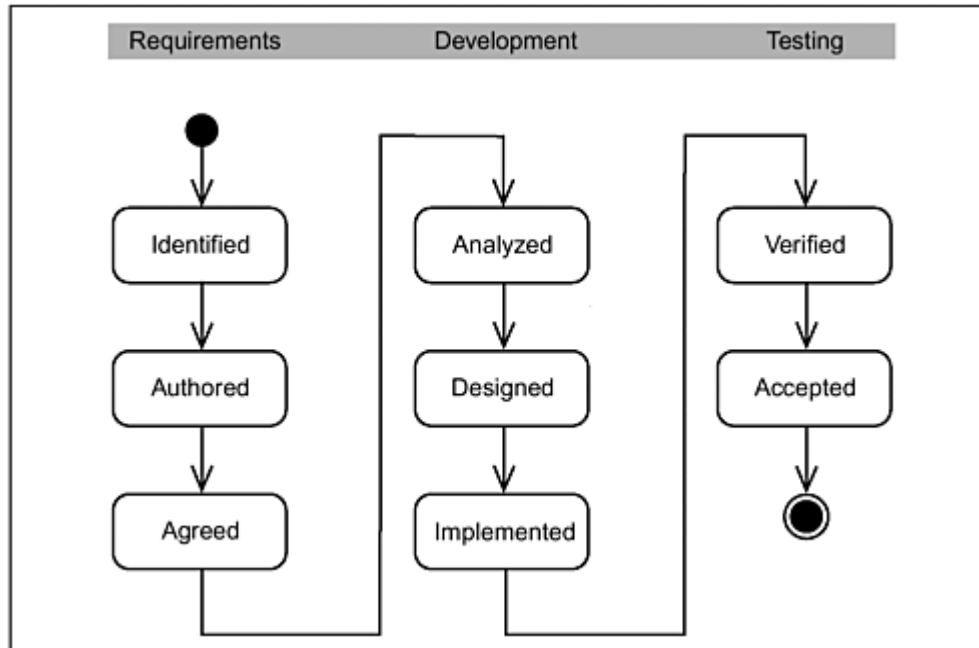 Requirements Development Testing
Identified Analyzed Verified
Authored Designed Accepted
Agreed Implemented